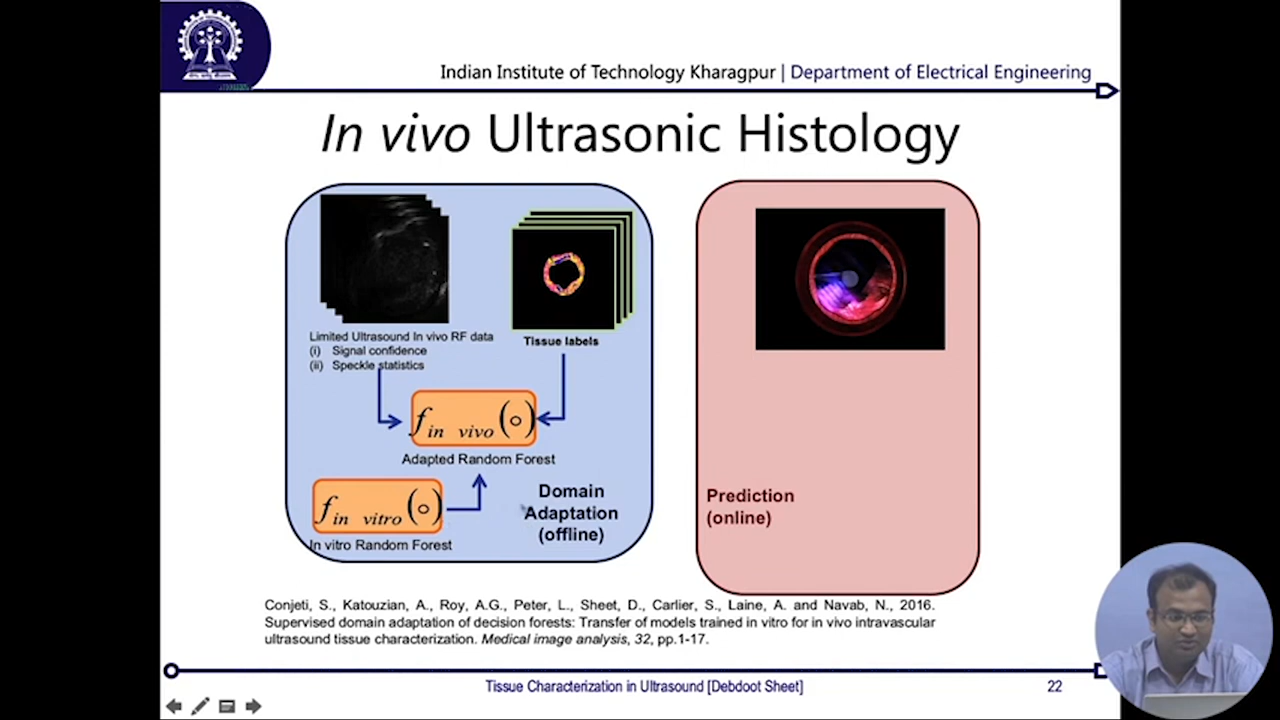 Indian Institute of Technology Kharagpur | Department of Electrical Engineering
In vivo Ultrasonic Histology
Limited Ultrasound In vivo RF data
(i) Signal confidence
(ii) Speckle statistics
Tissue labels
f in vivo (∘)
Adapted Random Forest
f in vitro (∘)
In vitro Random Forest
Domain
Adaptation
(offline)
Prediction
(online)
Conjeti, S., Katouzian, A., Roy, A.G., Peter, L., Sheet, D., Carlier, S., Laine, A. and Navab, N., 2016.
Supervised domain adaptation of decision forests: Transfer of models trained in vitro for in vivo intravascular
ultrasound tissue characterization. Medical image analysis, 32, pp.1-17.
Tissue Characterization in Ultrasound [Debdoot Sheet]
22